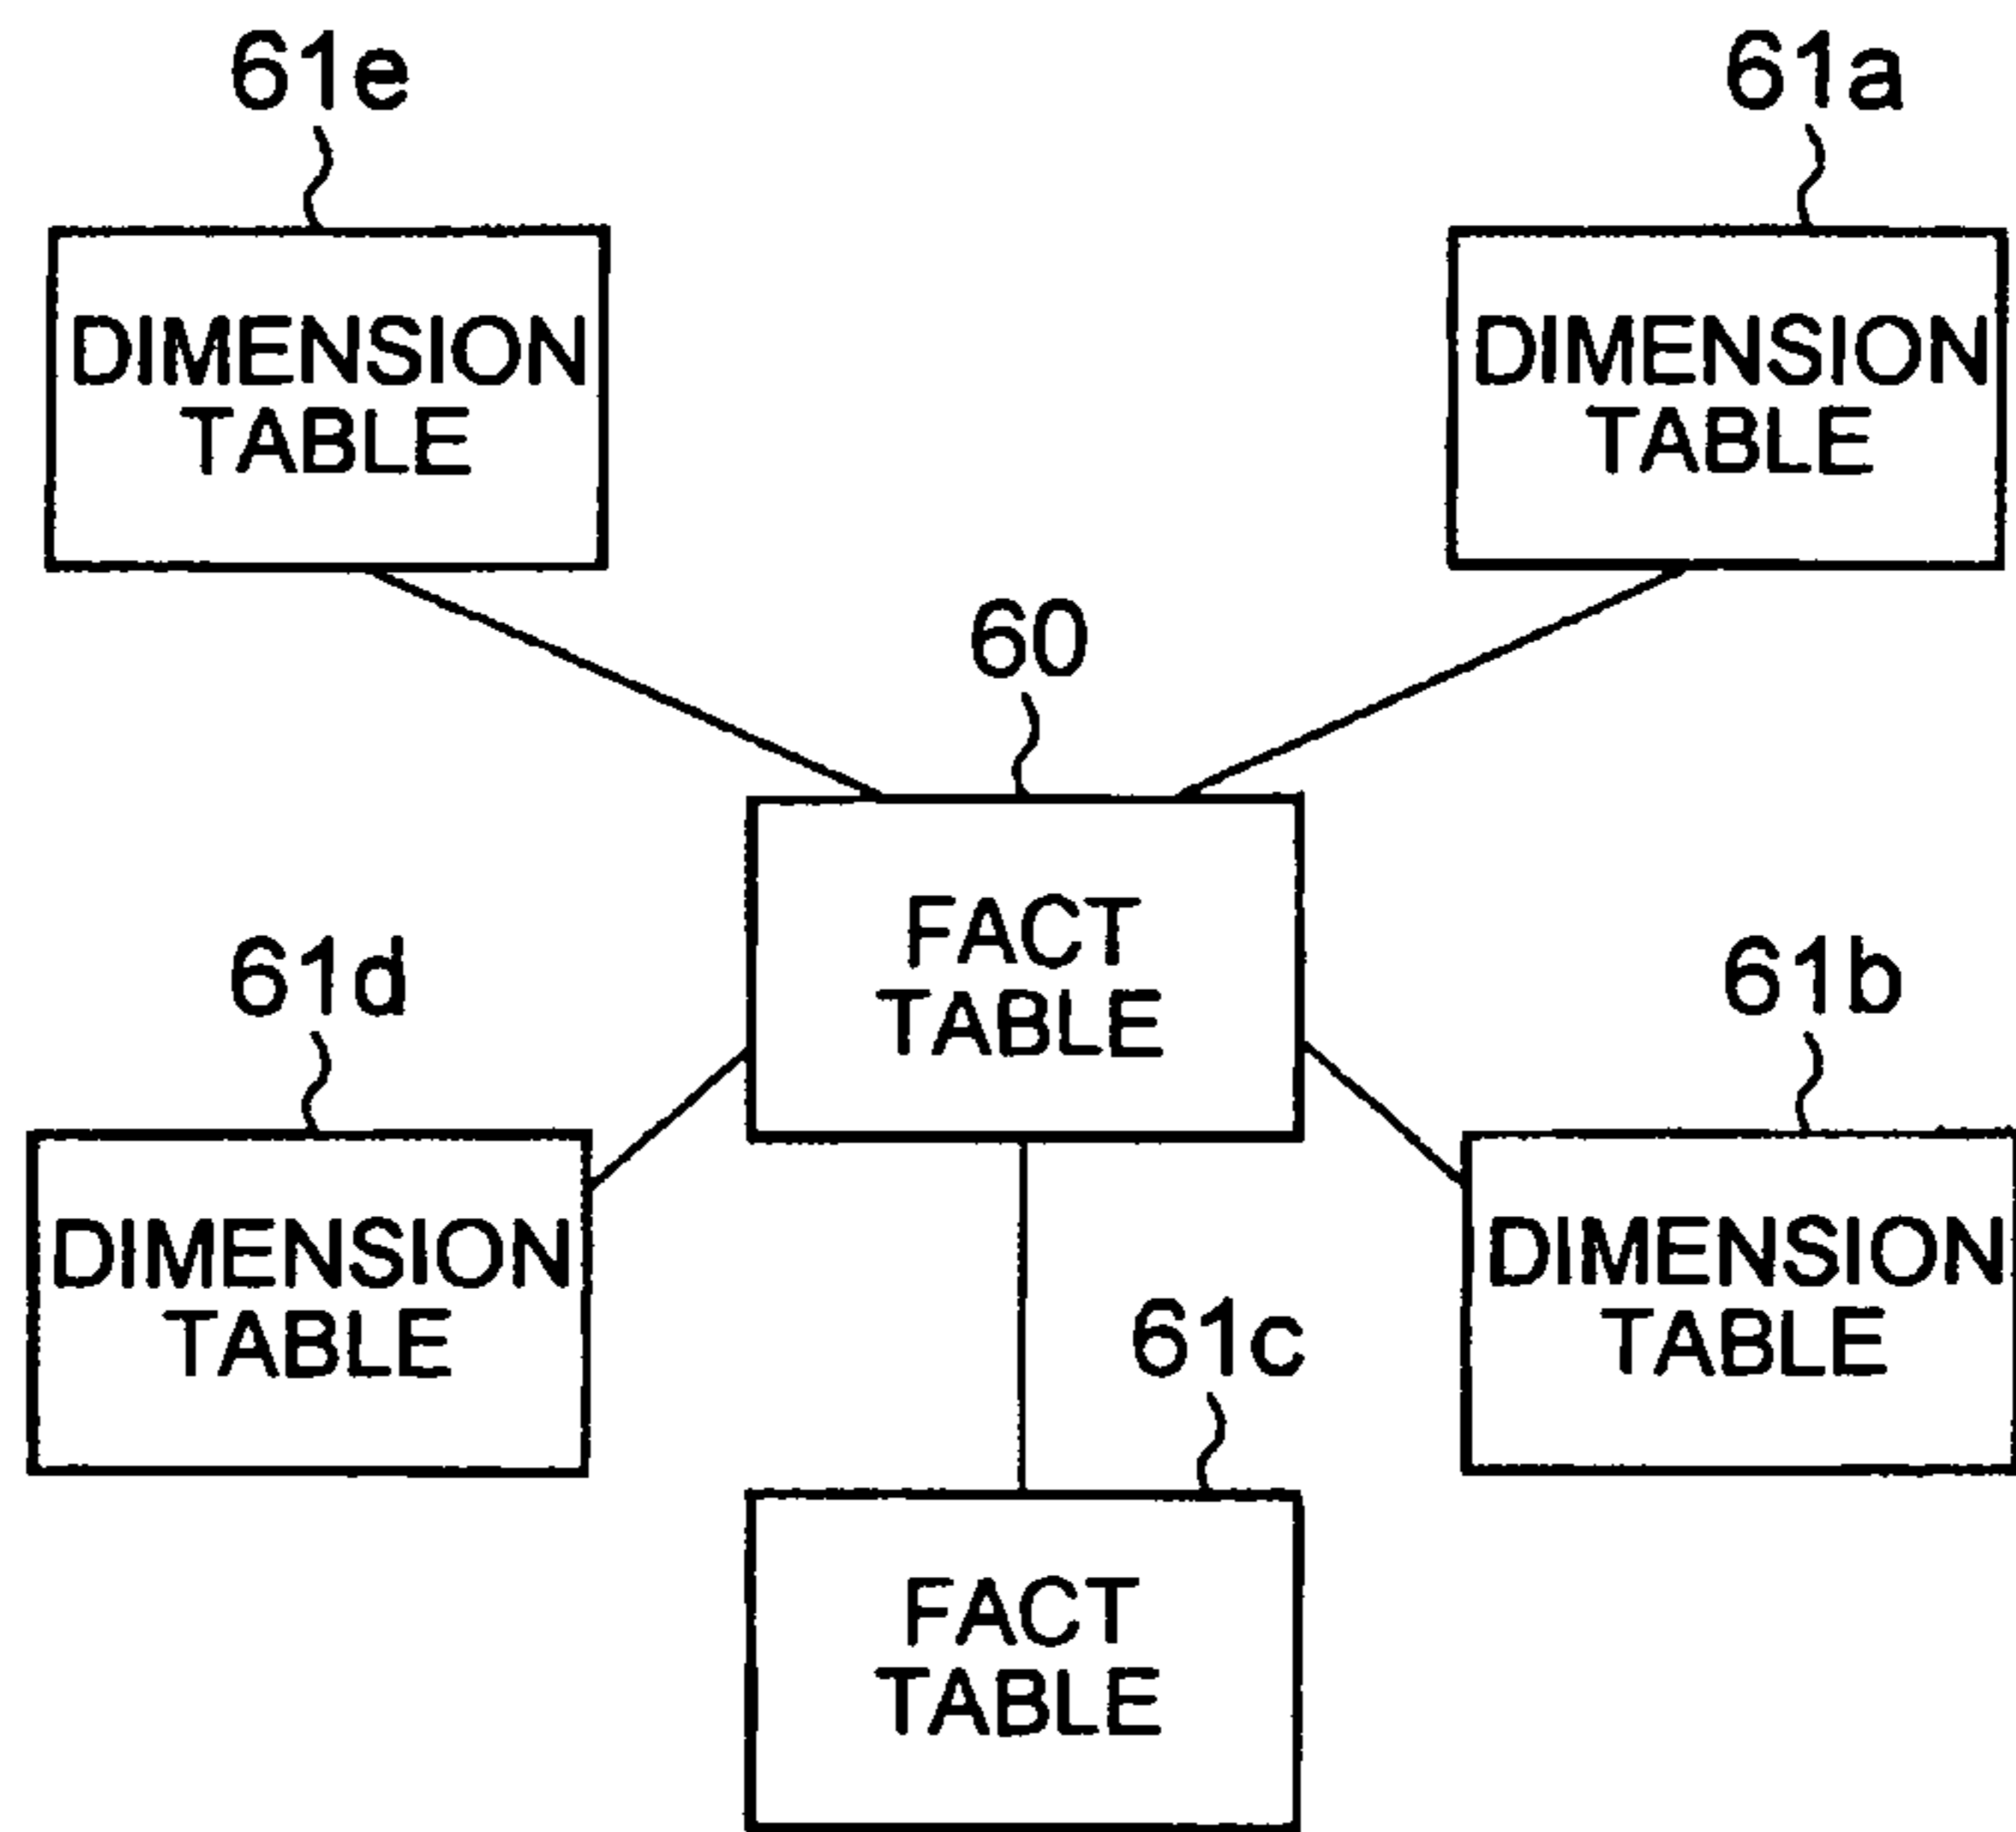 61e
61a
DIMENSION
TABLE
DIMENSION
TABLE
60
FACT
TABLE
61d
61b
DIMENSION
TABLE
DIMENSION
TABLE
61c
FACT
TABLE